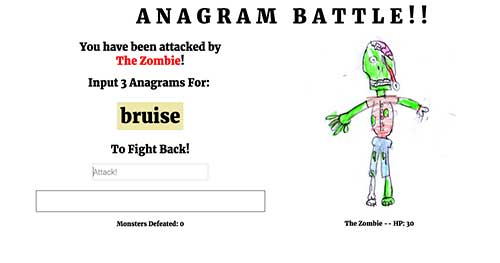 ANAGRAM BATTLE!!
You have been attacked by
The Zombie!
Input 3 Anagrams For:
bruise
To Fight Back!
Attack!
Monsters Defeated: 0
The Zombie -- HP: 30